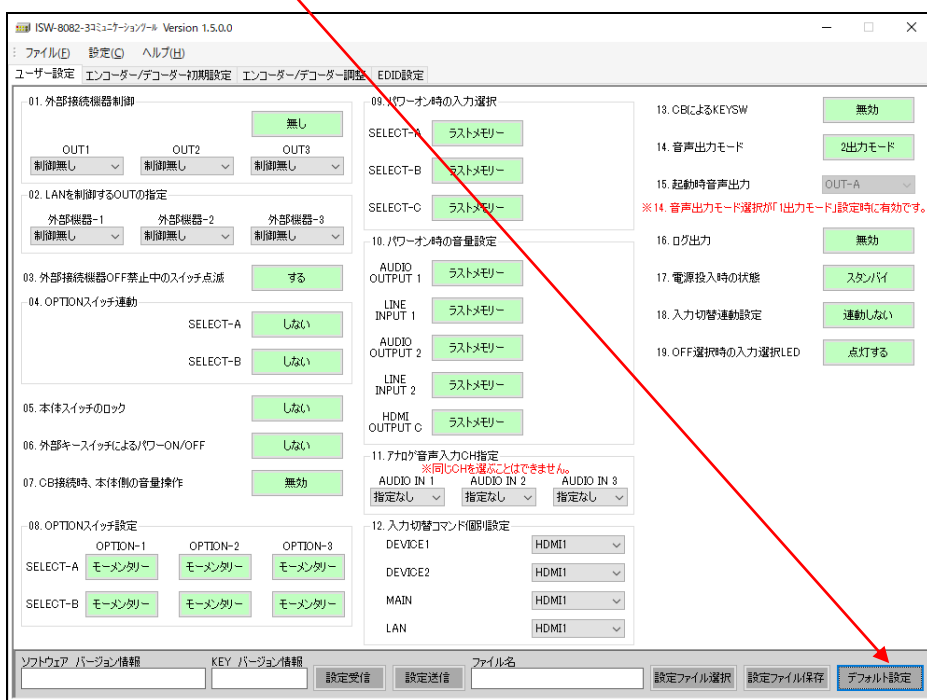 ISW-8082-3コミュニケーションツール Version 1.5.0.0
ファイル(F) 設定(C) ヘルプ(H)
ユーザー設定 エンコーダー/デコーダー初期設定 エンコーダー/デコーダー調整 EDID設定
01. 外部接続機器制御
無し
OUT1 OUT2 OUT3
制御無し 制御無し 制御無し
02. LANを制御するOUTの指定
外部機器-1 外部機器-2 外部機器-3
制御無し 制御無し 制御無し
03. 外部接続機器OFF禁止中のスイッチ点滅 する
04. OPTIONスイッチ連動
SELECT-A しない
SELECT-B しない
05. 本体スイッチのロック しない
06. 外部キースイッチによるパワーON/OFF しない
07. CB接続時、本体側の音量操作 無効
08. OPTIONスイッチ設定
OPTION-1 OPTION-2 OPTION-3
SELECT-A モーメンタリー モーメンタリー モーメンタリー
SELECT-B モーメンタリー モーメンタリー モーメンタリー
09. パワーオン時の入力選択
SELECT-A ラストメモリー
SELECT-B ラストメモリー
SELECT-C ラストメモリー
10. パワーオン時の音量設定
AUDIO OUTPUT 1 ラストメモリー
LINE INPUT 1 ラストメモリー
AUDIO OUTPUT 2 ラストメモリー
LINE INPUT 2 ラストメモリー
HDMI OUTPUT C ラストメモリー
11. アナログ音声入力CH指定
※同じCHを選ぶことはできません。
AUDIO IN 1 AUDIO IN 2 AUDIO IN 3
指定なし 指定なし 指定なし
12. 入力切替コマンド個別設定
DEVICE1 HDMI1
DEVICE2 HDMI1
MAIN HDMI1
LAN HDMI1
13. CBによるKEYSW 無効
14. 音声出力モード 2出力モード
15. 起動時音声出力 OUT-A
※14. 音声出力モード選択が「1出力モード」設定時に有効です。
16. ログ出力 無効
17. 電源投入時の状態 スタンバイ
18. 入力切替連動設定 連動しない
19. OFF選択時の入力選択LED 点灯する
ソフトウェア バージョン情報 KEY バージョン情報 ファイル名
設定受信 設定送信 設定ファイル選択 設定ファイル保存 デフォルト設定